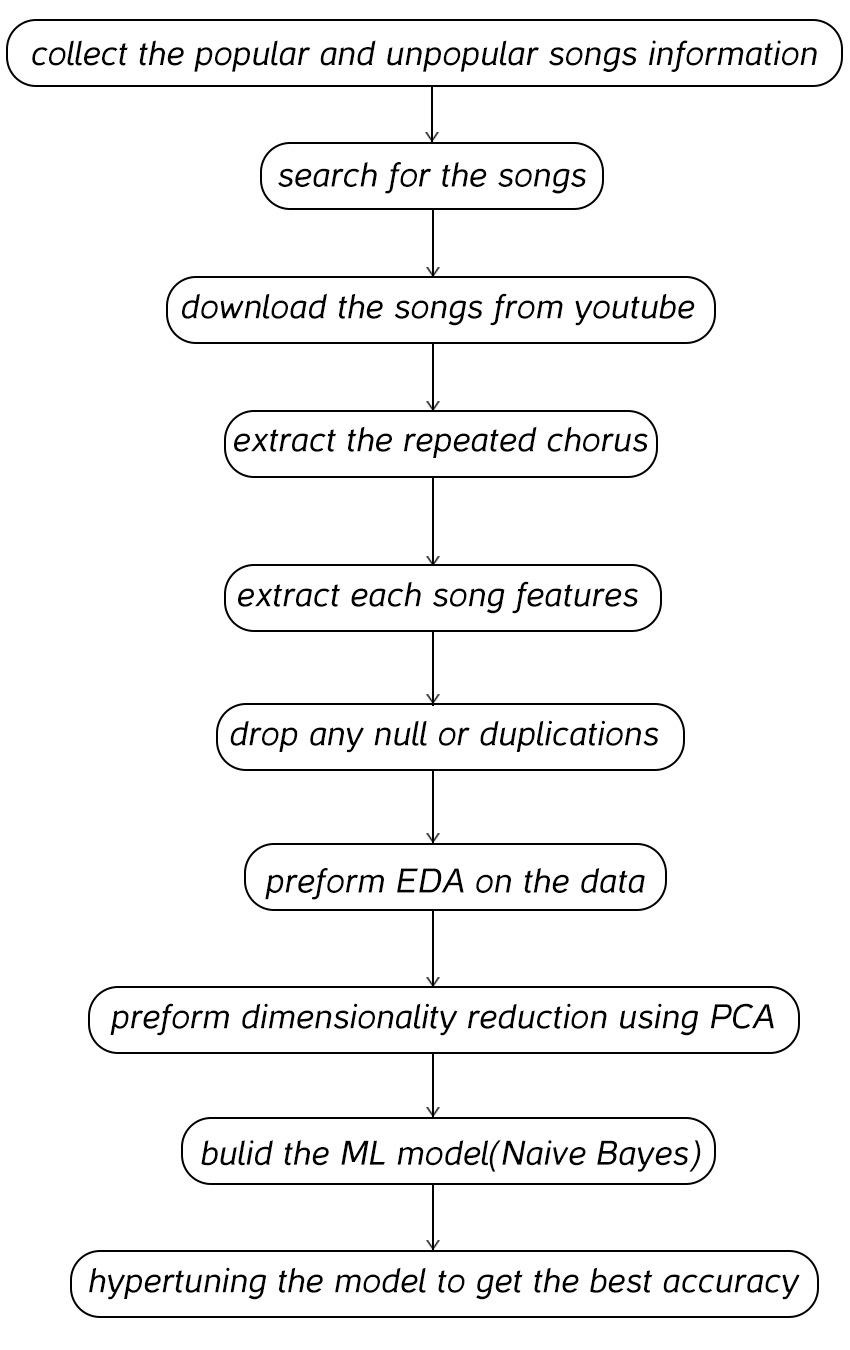 collect the popular and unpopular songs information
search for the songs
download the songs from youtube
extract the repeated chorus
extract each song features
drop any null or duplications
preform EDA on the data
preform dimensionality reduction using PCA
bulid the ML model(Naive Bayes)
hypertuning the model to get the best accuracy